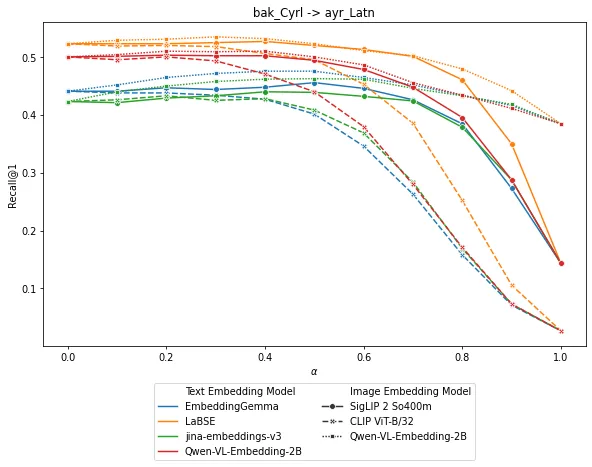 bak_Cyrl -> ayr_Latn
Recall@1
0.5
0.4
0.3
0.2
0.1
0.0 0.2 0.4 0.6 0.8 1.0
α
Text Embedding Model
EmbeddingGemma
LaBSE
jina-embeddings-v3
Qwen-VL-Embedding-2B
Image Embedding Model
SigLIP 2 So400m
CLIP ViT-B/32
Qwen-VL-Embedding-2B